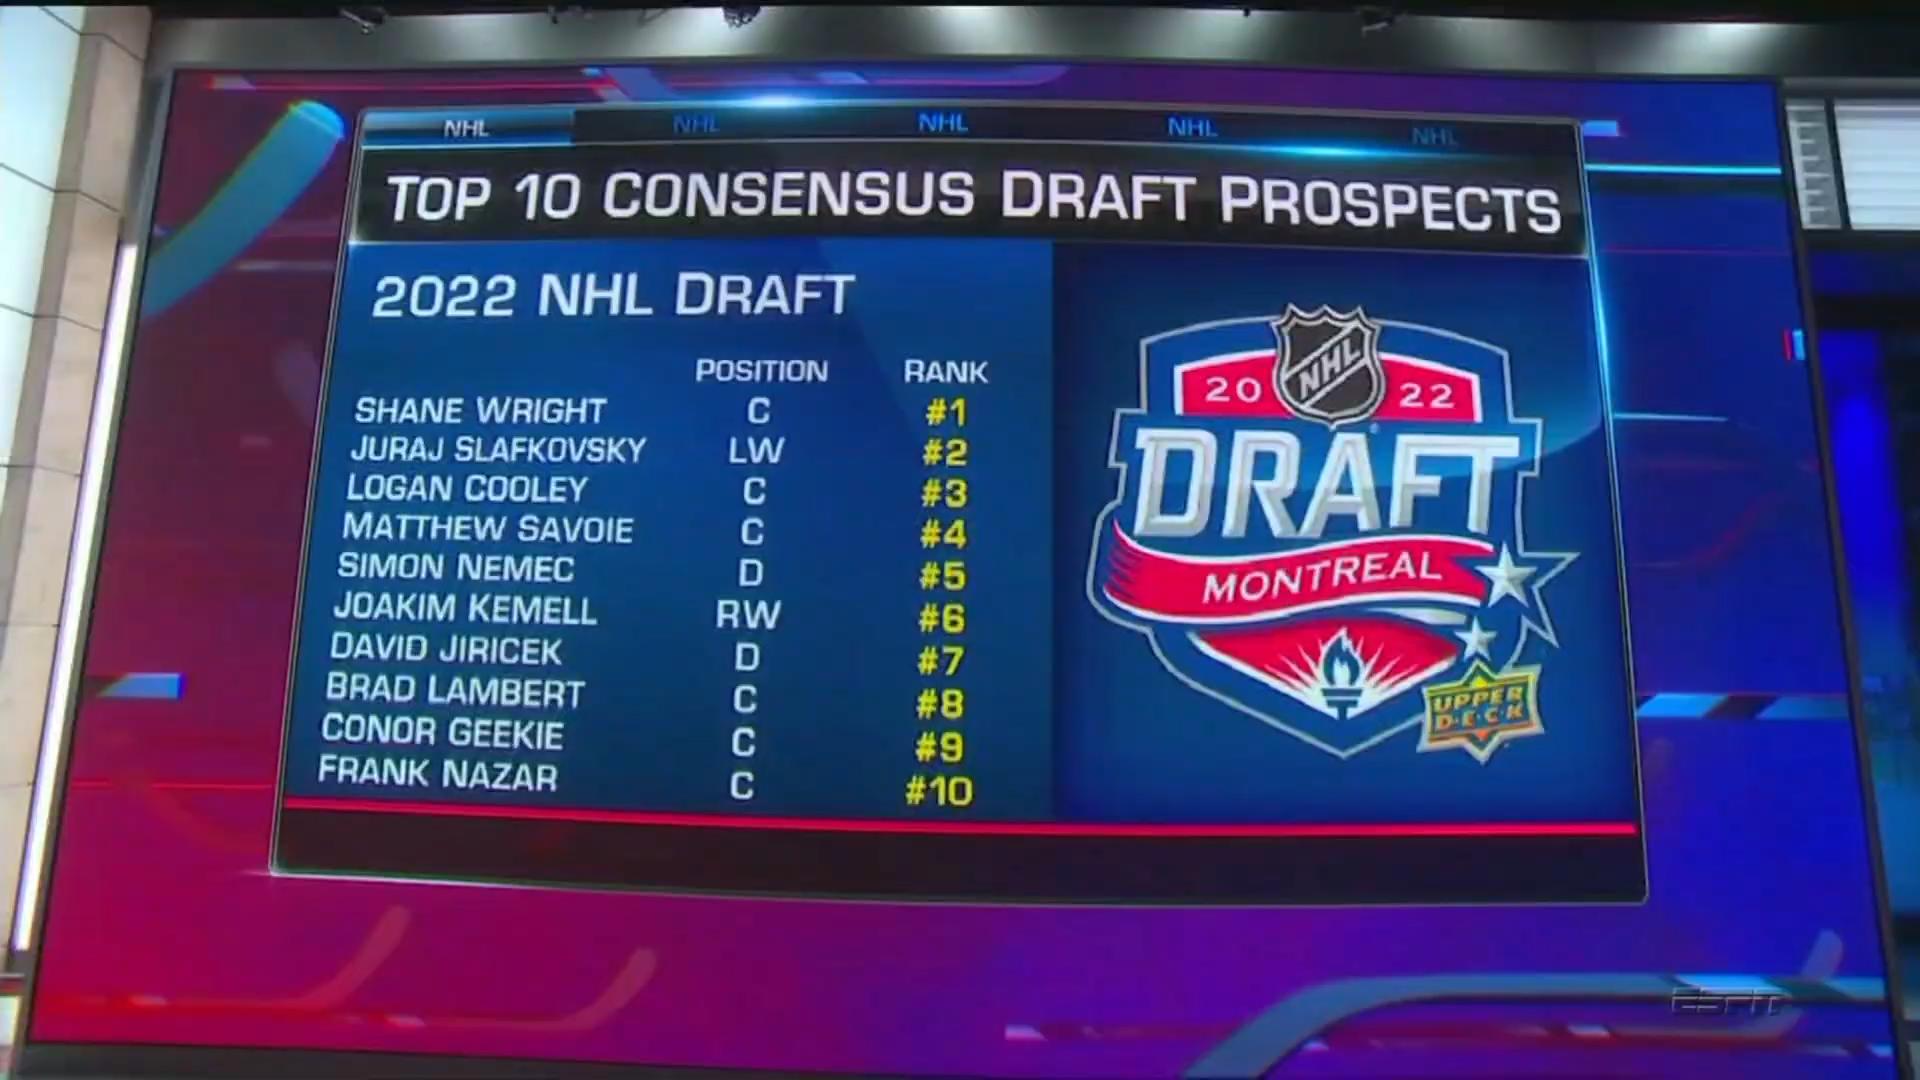 NHL NHL NHL NHL NHL
TOP 10 CONSENSUS DRAFT PROSPECTS
2022 NHL DRAFT
POSITION RANK
SHANE WRIGHT C #1
JURAJ SLAFKOVSKY LW #2
LOGAN COOLEY C #3
MATTHEW SAVOIE C #4
SIMON NEMEC D #5
JOAKIM KEMELL RW #6
DAVID JIRICEK D #7
BRAD LAMBERT C #8
CONOR GEEKIE C #9
FRANK NAZAR C #10
NHL
20 22
DRAFT
MONTREAL
UPPER
D·E·C·K
ESPN